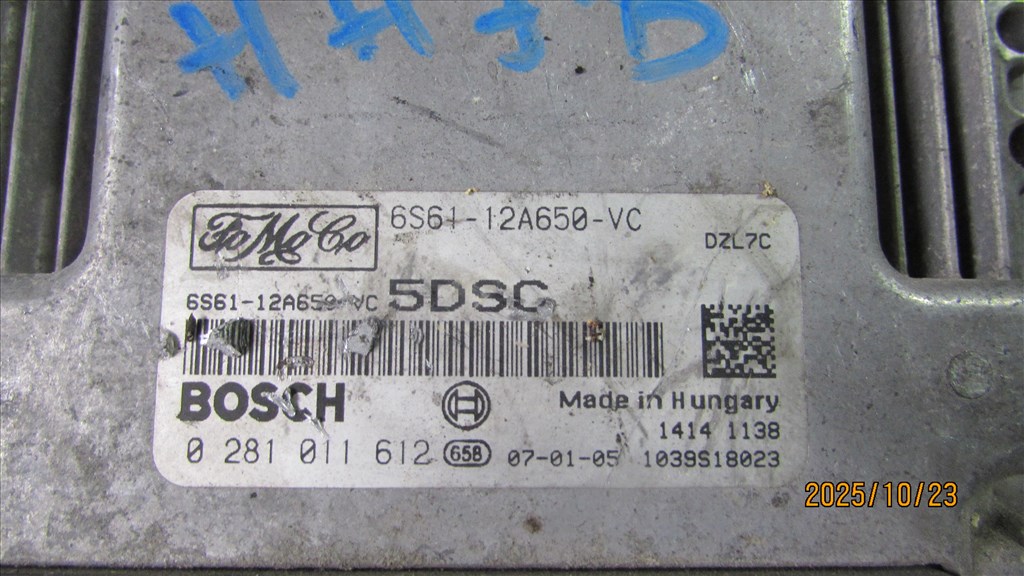 FoMoCo 6S61-12A650-VC
DZL7C
6S61-12A650-VC 5DSC
BOSCH
Made in Hungary
1414 1138
0 281 011 612 658 07-01-05 1039S18023
2025/10/23